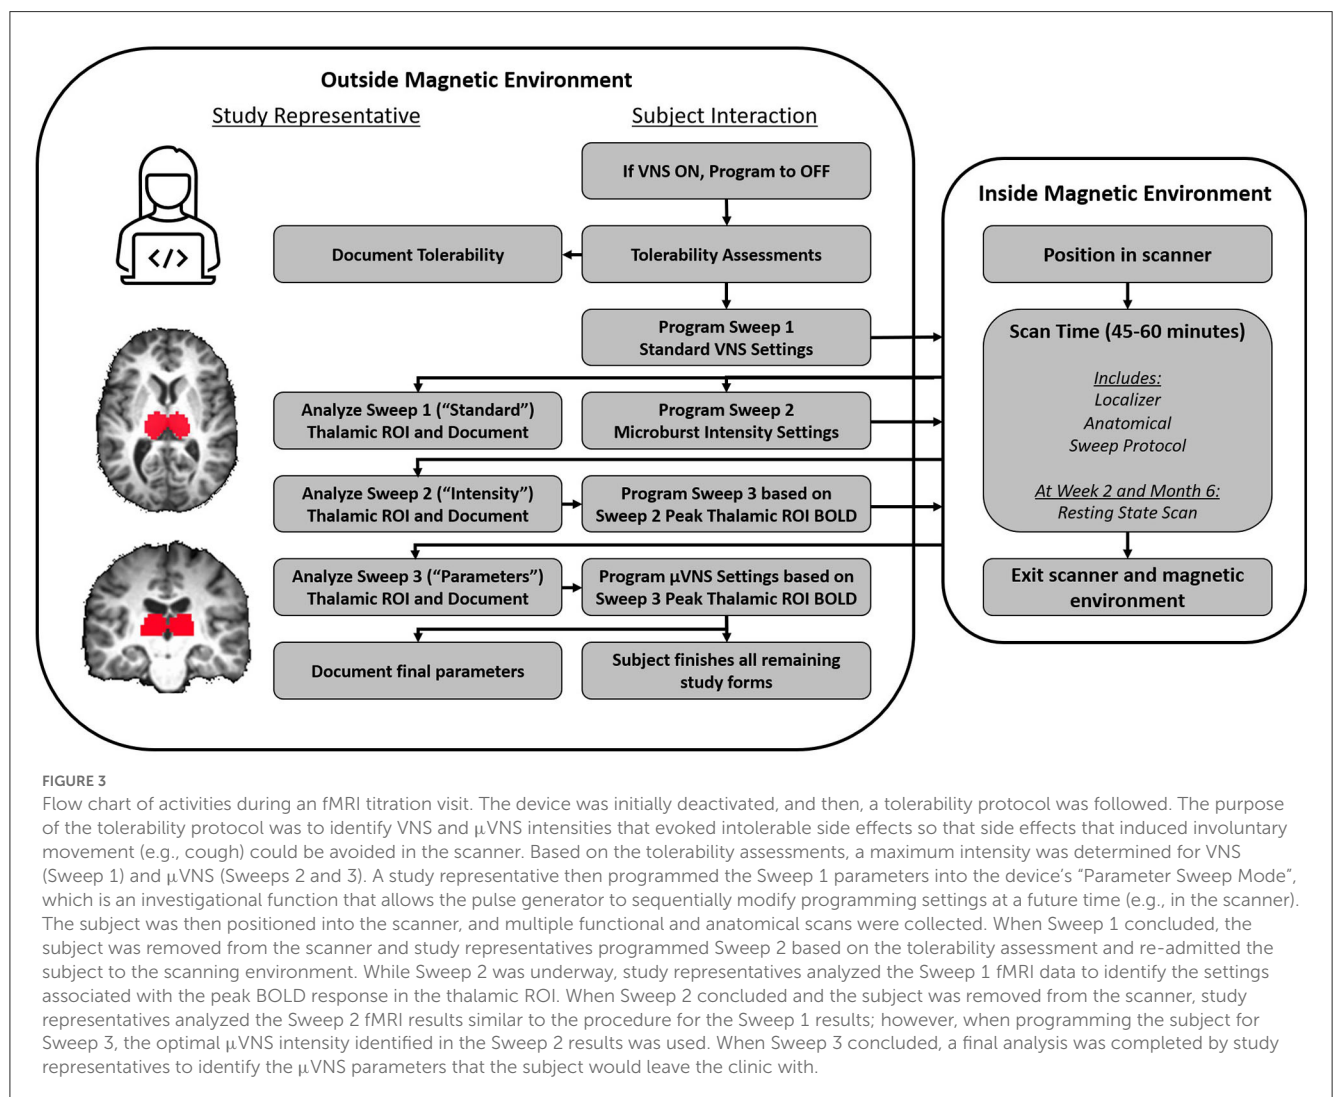 Outside Magnetic Environment
Study Representative
Subject Interaction
If VNS ON, Program to OFF
</>
Document Tolerability
Tolerability Assessments
Program Sweep 1
Standard VNS Settings
Analyze Sweep 1 (“Standard”)
Thalamic ROI and Document
Program Sweep 2
Microburst Intensity Settings
Analyze Sweep 2 (“Intensity”)
Thalamic ROI and Document
Program Sweep 3 based on
Sweep 2 Peak Thalamic ROI BOLD
Analyze Sweep 3 (“Parameters”)
Thalamic ROI and Document
Program µVNS Settings based on
Sweep 3 Peak Thalamic ROI BOLD
Document final parameters
Subject finishes all remaining
study forms
Inside Magnetic Environment
Position in scanner
Scan Time (45-60 minutes)
Includes:
Localizer
Anatomical
Sweep Protocol
At Week 2 and Month 6:
Resting State Scan
Exit scanner and magnetic
environment
FIGURE 3
Flow chart of activities during an fMRI titration visit. The device was initially deactivated, and then, a tolerability protocol was followed. The purpose
of the tolerability protocol was to identify VNS and µVNS intensities that evoked intolerable side effects so that side effects that induced involuntary
movement (e.g., cough) could be avoided in the scanner. Based on the tolerability assessments, a maximum intensity was determined for VNS
(Sweep 1) and µVNS (Sweeps 2 and 3). A study representative then programmed the Sweep 1 parameters into the device's “Parameter Sweep Mode”,
which is an investigational function that allows the pulse generator to sequentially modify programming settings at a future time (e.g., in the scanner).
The subject was then positioned into the scanner, and multiple functional and anatomical scans were collected. When Sweep 1 concluded, the
subject was removed from the scanner and study representatives programmed Sweep 2 based on the tolerability assessment and re-admitted the
subject to the scanning environment. While Sweep 2 was underway, study representatives analyzed the Sweep 1 fMRI data to identify the settings
associated with the peak BOLD response in the thalamic ROI. When Sweep 2 concluded and the subject was removed from the scanner, study
representatives analyzed the Sweep 2 fMRI results similar to the procedure for the Sweep 1 results; however, when programming the subject for
Sweep 3, the optimal µVNS intensity identified in the Sweep 2 results was used. When Sweep 3 concluded, a final analysis was completed by study
representatives to identify the µVNS parameters that the subject would leave the clinic with.